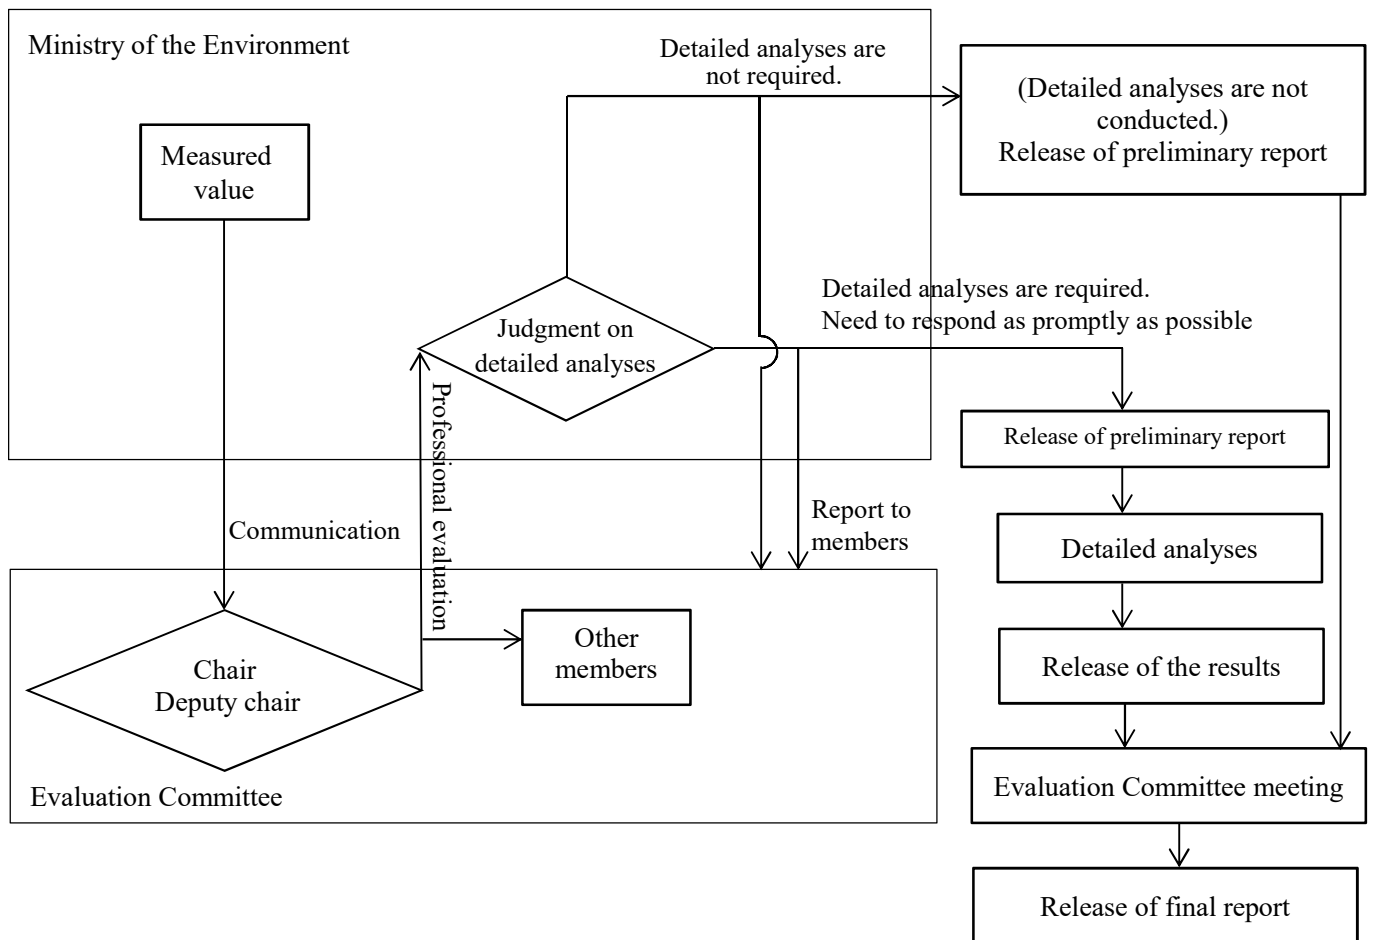 Ministry of the Environment
Detailed analyses are
not required.
(Detailed analyses are not
conducted.)
Release of preliminary report
Measured
value
Detailed analyses are required.
Need to respond as promptly as possible
Judgment on
detailed analyses
Professional evaluation
Release of preliminary report
Communication
Report to
members
Detailed analyses
Other
members
Chair
Deputy chair
Release of the results
Evaluation Committee
Evaluation Committee meeting
Release of final report